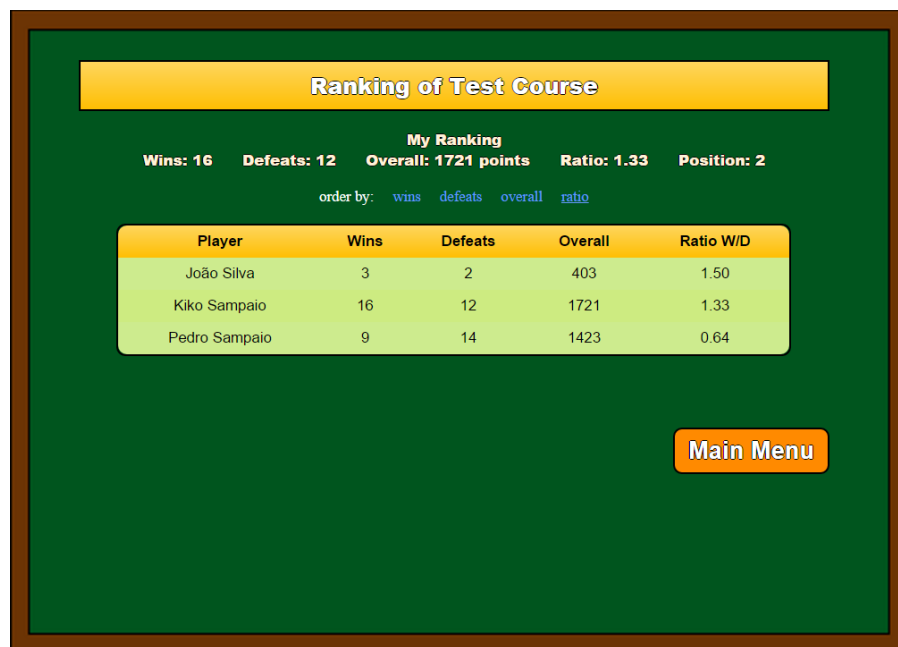 Ranking of Test Course
My Ranking
Wins: 16 Defeats: 12 Overall: 1721 points Ratio: 1.33 Position: 2
order by: wins defeats overall ratio
Player Wins Defeats Overall Ratio W/D
João Silva 3 2 403 1.50
Kiko Sampaio 16 12 1721 1.33
Pedro Sampaio 9 14 1423 0.64
Main Menu